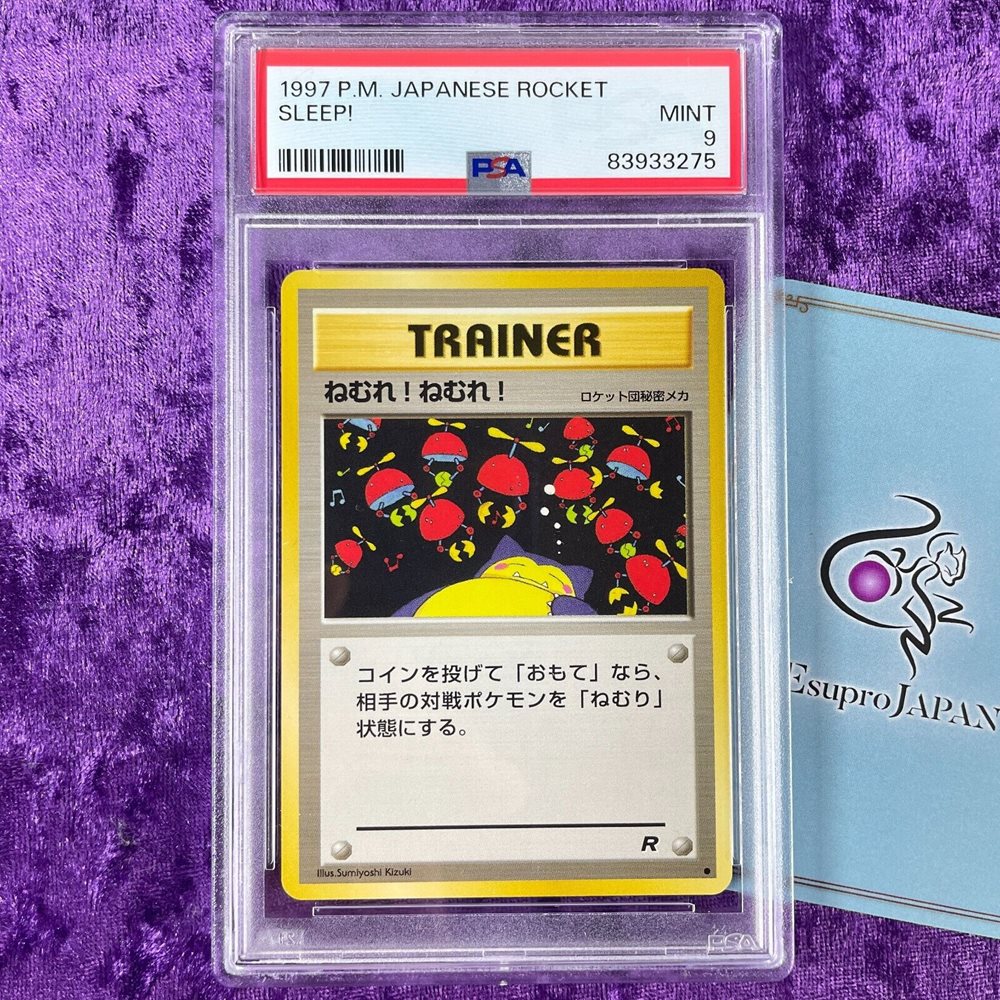 1997 P.M. JAPANESE ROCKET
SLEEP!
MINT
9
83933275
PSA
TRAINER
ねむれ！ねむれ！
ロケット団秘密メカ
コインを投げて「おもて」なら、
相手の対戦ポケモンを「ねむり」
状態にする。
R
Illus.Sumiyoshi Kizuki
EsuproJAPAN
PSA